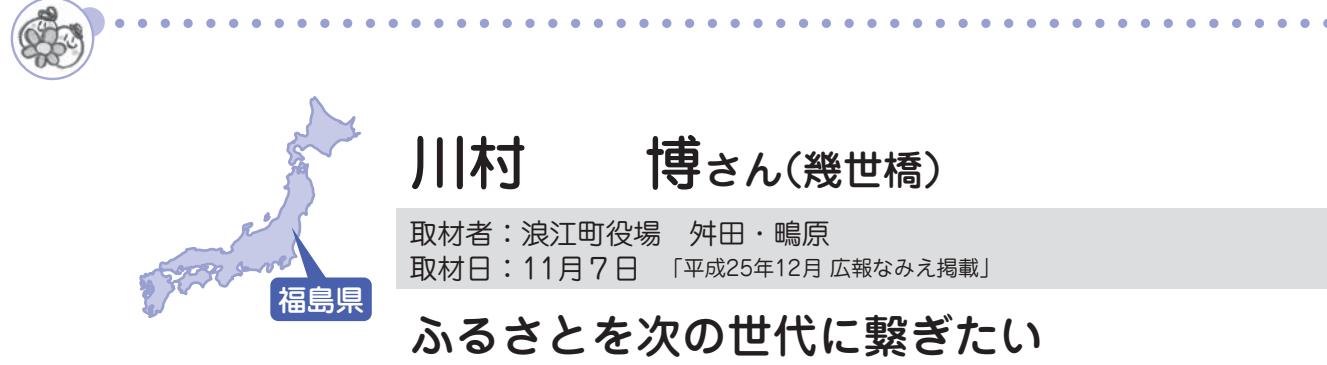 川村　博さん（幾世橋）
取材者：浪江町役場　舛田・鴫原
取材日：11月７日　「平成25年12月 広報なみえ掲載」
福島県
ふるさとを次の世代に繋ぎたい